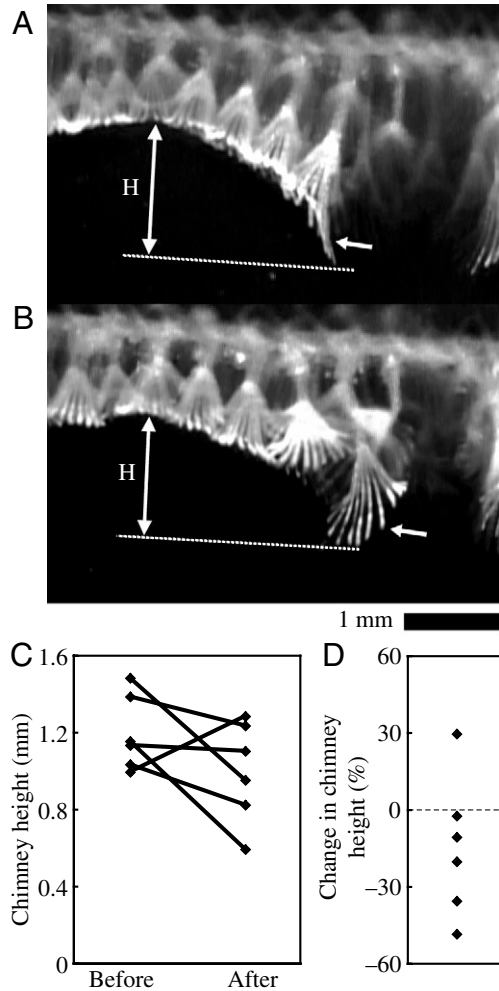 A
H
B
H
1 mm
C
D
Chimney height (mm)
1.6
1.2
0.8
0.4
0
Before
After
Change in chimney
height (%)
60
30
0
−30
−60